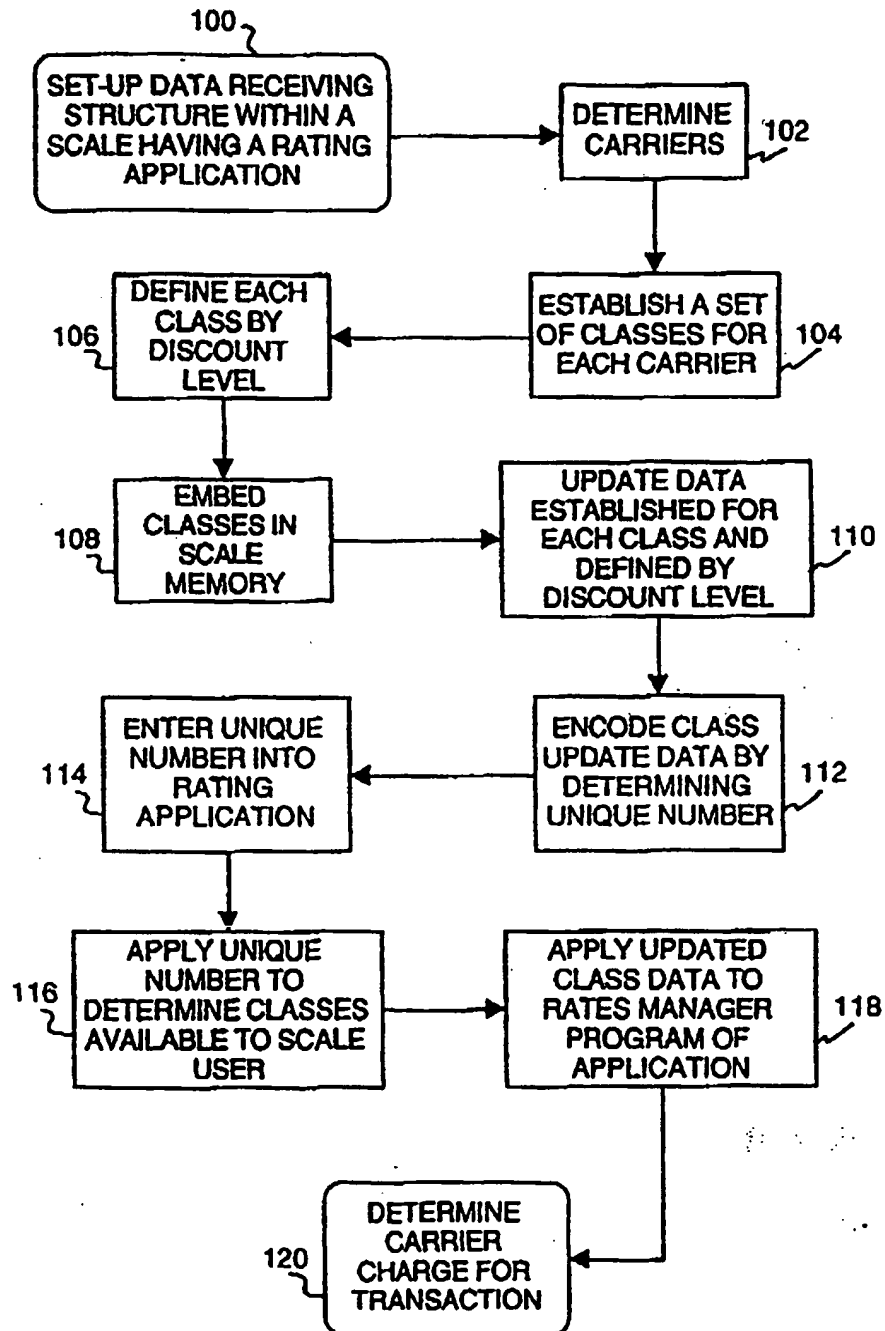 100
SET-UP DATA RECEIVING
STRUCTURE WITHIN A
SCALE HAVING A RATING
APPLICATION
DETERMINE
CARRIERS
102
DEFINE EACH
CLASS BY
DISCOUNT
LEVEL
106
ESTABLISH A SET
OF CLASSES FOR
EACH CARRIER
104
EMBED
CLASSES IN
SCALE
MEMORY
108
UPDATE DATA
ESTABLISHED FOR
EACH CLASS AND
DEFINED BY
DISCOUNT LEVEL
110
ENTER UNIQUE
NUMBER INTO
RATING
APPLICATION
114
ENCODE CLASS
UPDATE DATA BY
DETERMINING
UNIQUE NUMBER
112
APPLY UNIQUE
NUMBER TO
DETERMINE CLASSES
AVAILABLE TO SCALE
USER
116
APPLY UPDATED
CLASS DATA TO
RATES MANAGER
PROGRAM OF
APPLICATION
118
DETERMINE
CARRIER
CHARGE FOR
TRANSACTION
120